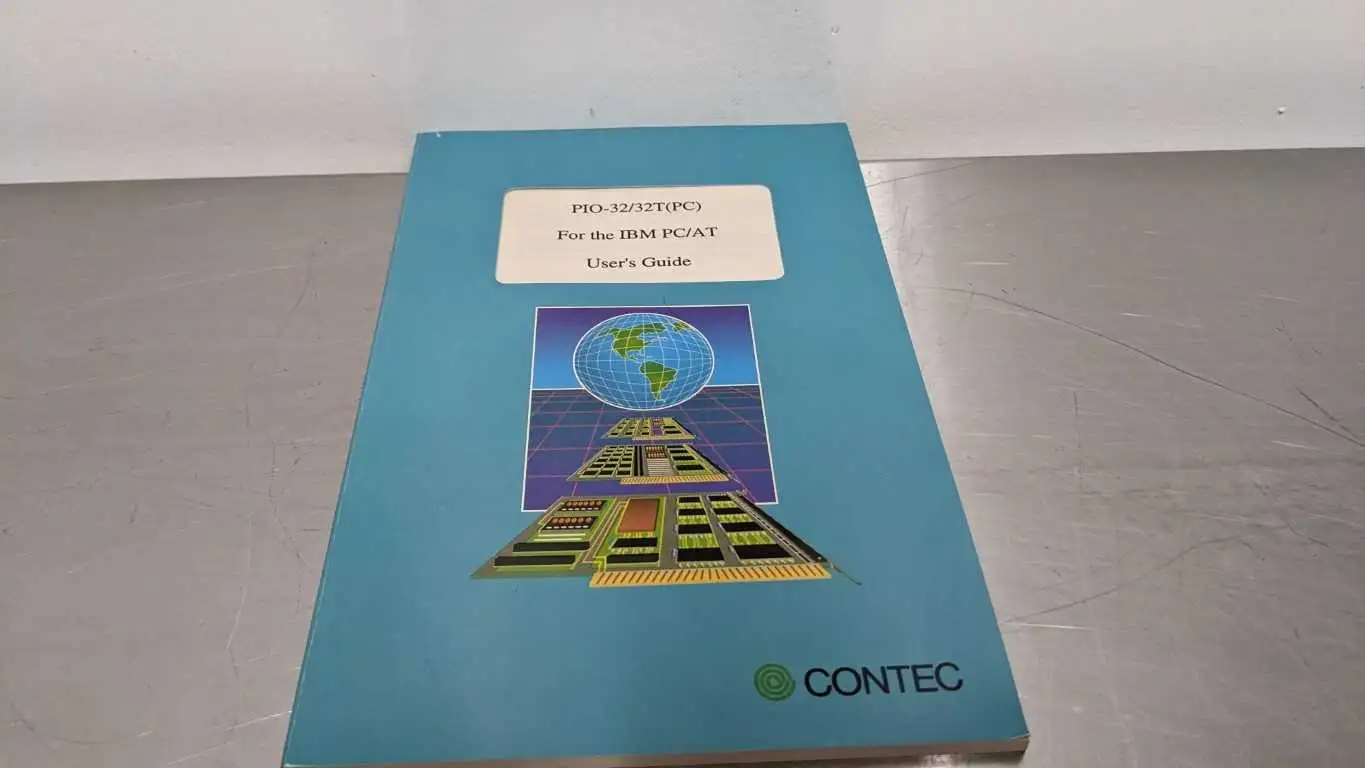 PIO-32/32T(PC)
For the IBM PC/AT
User's Guide
CONTEC